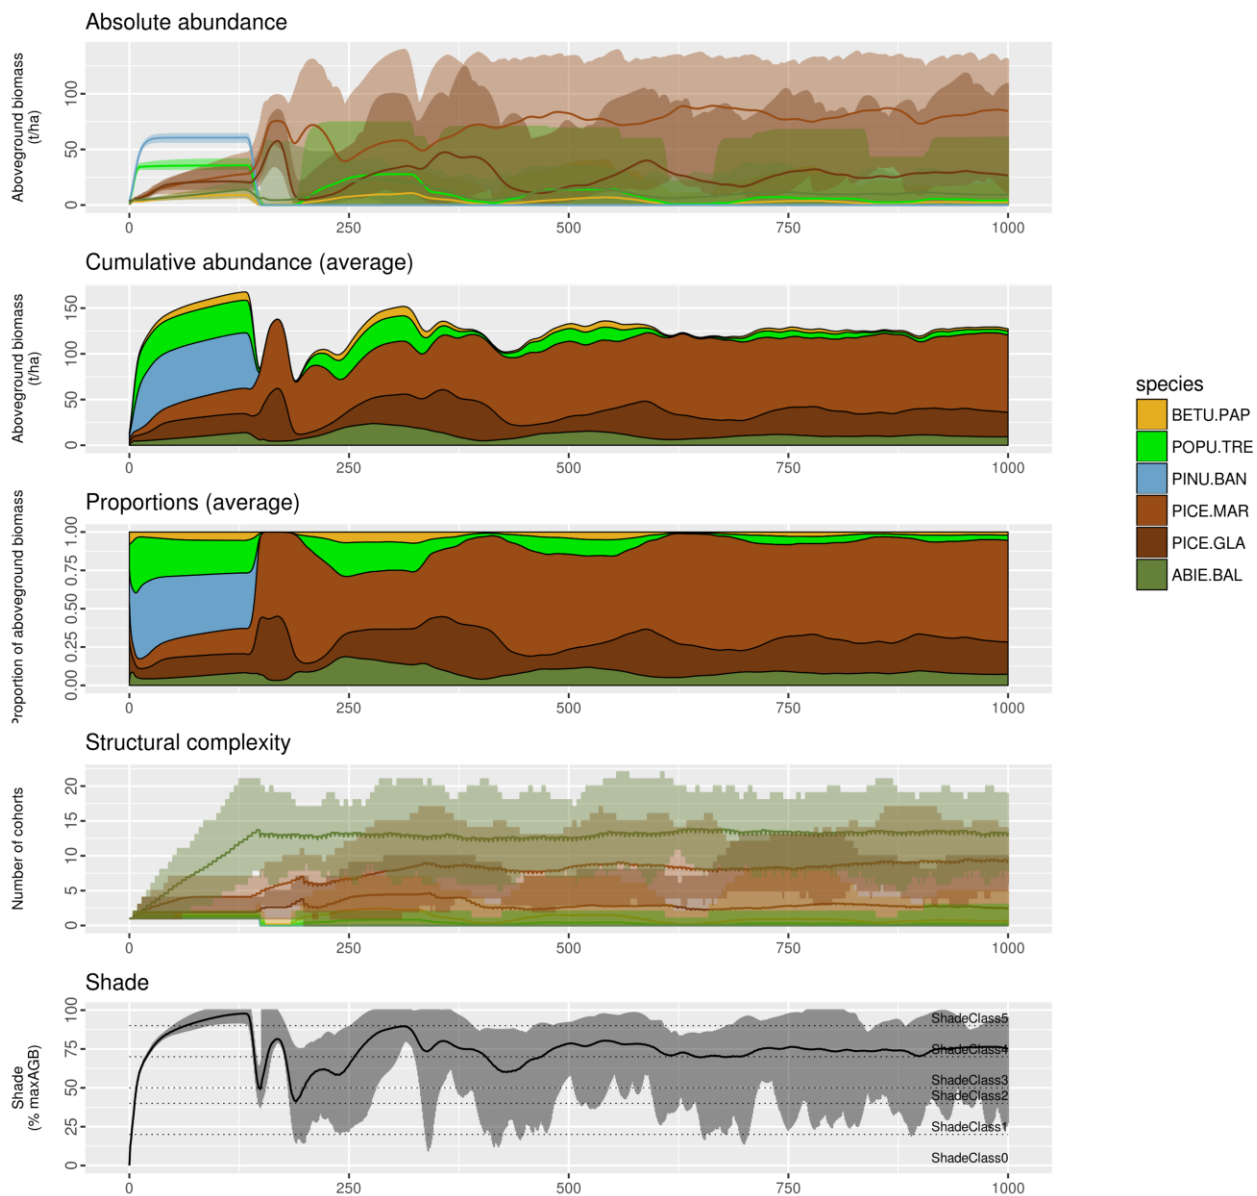 Absolute abundance
Aboveground biomass
(t/ha)
100
50
0
0 250 500 750 1000
Cumulative abundance (average)
Aboveground biomass
(t/ha)
150
100
50
0
0 250 500 750 1000
Proportions (average)
Proportion of aboveground biomass
1.00
0.75
0.50
0.25
0.00
0 250 500 750 1000
Structural complexity
Number of cohorts
20
15
10
5
0
0 250 500 750 1000
Shade
Shade
(% maxAGB)
100
75
50
25
0
ShadeClass5
ShadeClass4
ShadeClass3
ShadeClass2
ShadeClass1
ShadeClass0
0 250 500 750 1000
species
BETU.PAP
POPU.TRE
PINU.BAN
PICE.MAR
PICE.GLA
ABIE.BAL